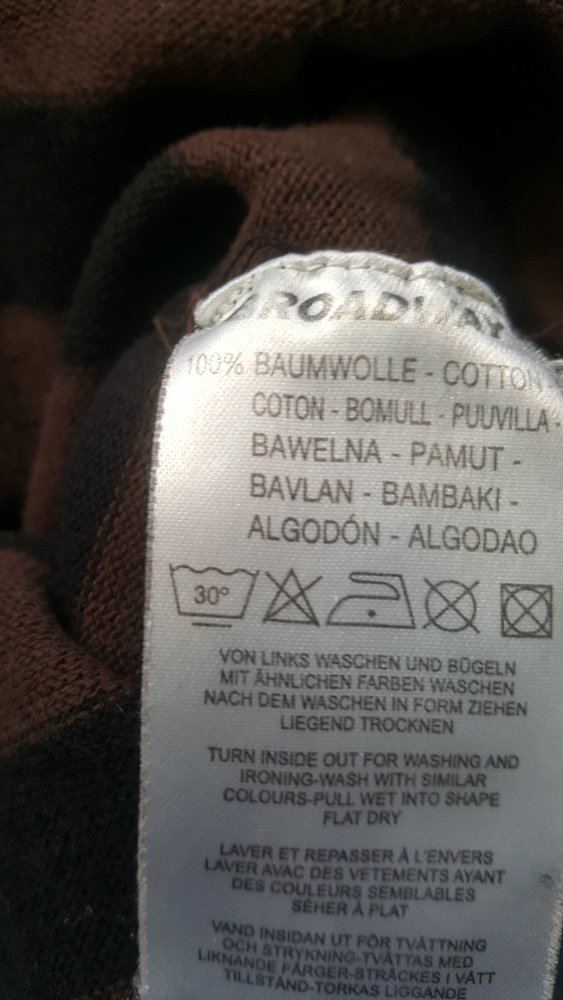 BROADWAY
100% BAUMWOLLE - COTTON
COTON - BOMULL - PUUVILLA -
BAWELNA - PAMUT -
BAVLAN - BAMBAKI -
ALGODÓN - ALGODAO
30°
VON LINKS WASCHEN UND BÜGELN
MIT ÄHNLICHEN FARBEN WASCHEN
NACH DEM WASCHEN IN FORM ZIEHEN
LIEGEND TROCKNEN
TURN INSIDE OUT FOR WASHING AND
IRONING-WASH WITH SIMILAR
COLOURS-PULL WET INTO SHAPE
FLAT DRY
LAVER ET REPASSER À L'ENVERS
LAVER AVAC DES VETEMENTS AYANT
DES COULEURS SEMBLABLES
SÉHER À PLAT
VAND INSIDAN UT FÖR TVÄTTNING
OCH STRYKNING-TVÄTTAS MED
LIKNANDE FÄRGER-STRÄCKES I VÅTT
TILLSTÅND-TORKAS LIGGANDE